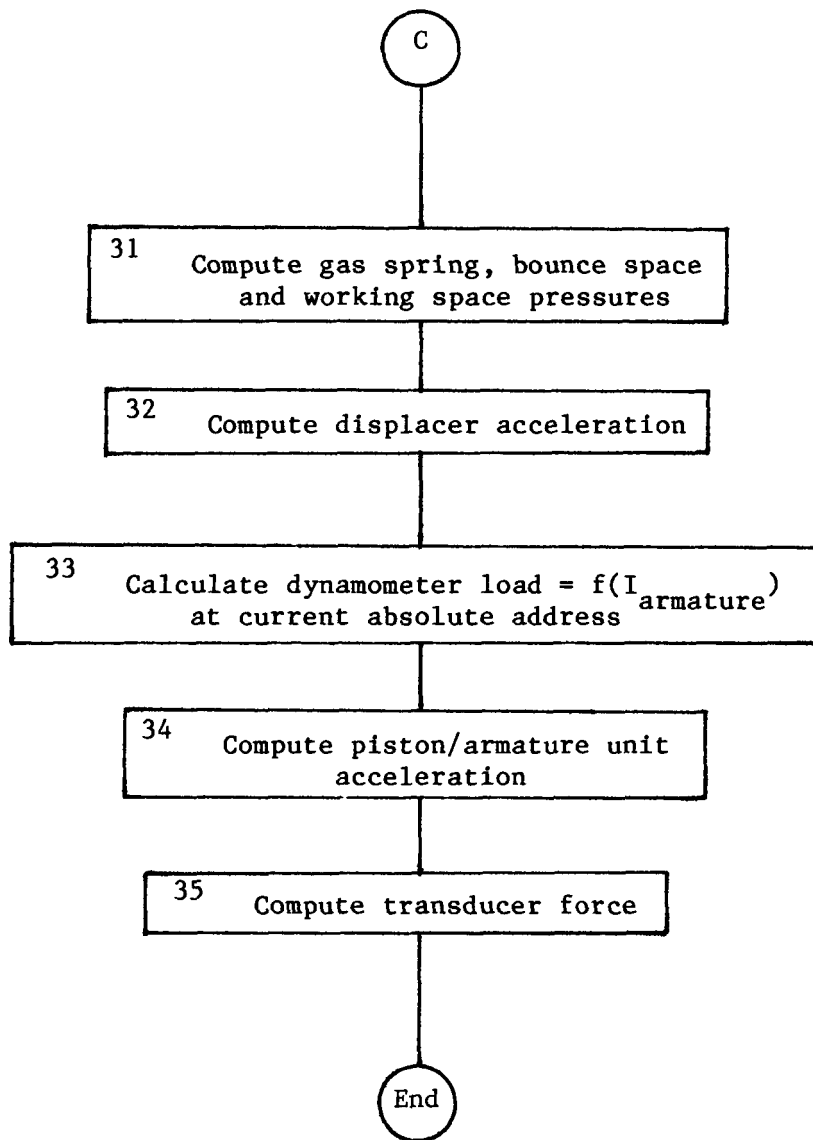 C
31
Compute gas spring, bounce space
and working space pressures
32
Compute displacer acceleration
33
Calculate dynamometer load = f(I_armature)
at current absolute address
34
Compute piston/armature unit
acceleration
35
Compute transducer force
End